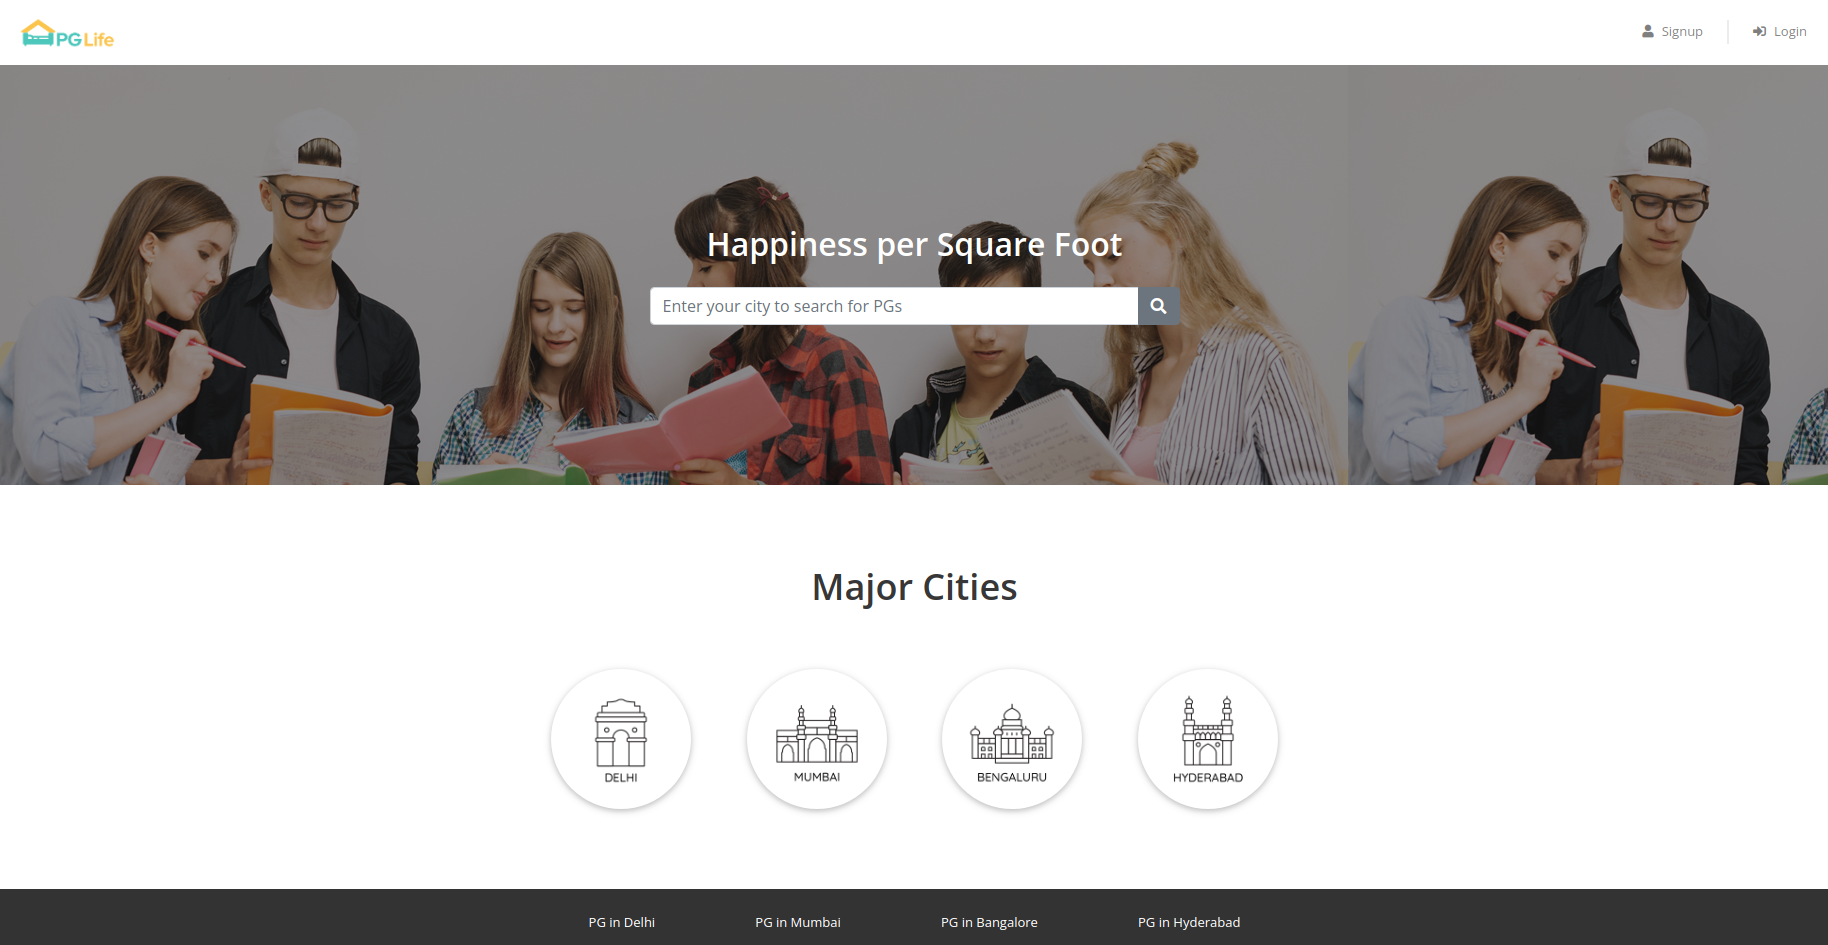 PG Life
Signup
Login
Happiness per Square Foot
Enter your city to search for PGs
Major Cities
DELHI
MUMBAI
BENGALURU
HYDERABAD
PG in Delhi
PG in Mumbai
PG in Bangalore
PG in Hyderabad